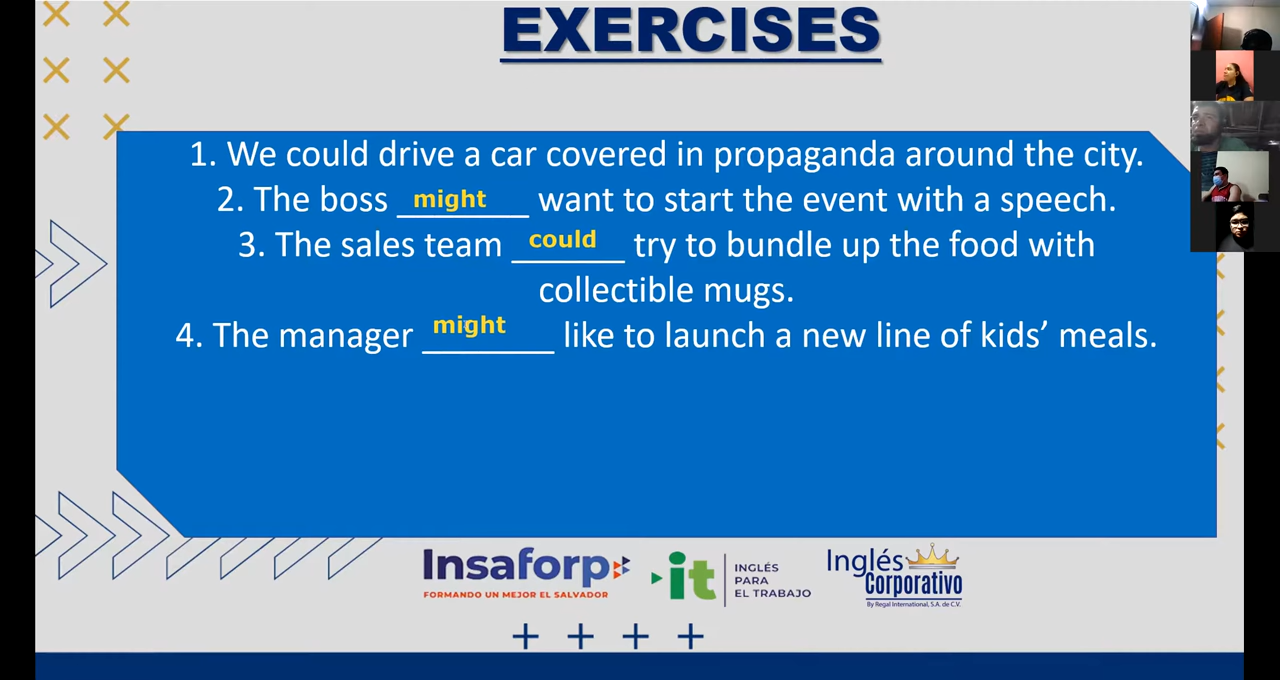 EXERCISES
1. We could drive a car covered in propaganda around the city.
2. The boss might want to start the event with a speech.
3. The sales team could try to bundle up the food with
collectible mugs.
4. The manager might like to launch a new line of kids’ meals.
Insaforp
FORMANDO UN MEJOR EL SALVADOR
it
INGLÉS
PARA
EL TRABAJO
Inglés
Corporativo
By Regal International, S.A. de C.V.